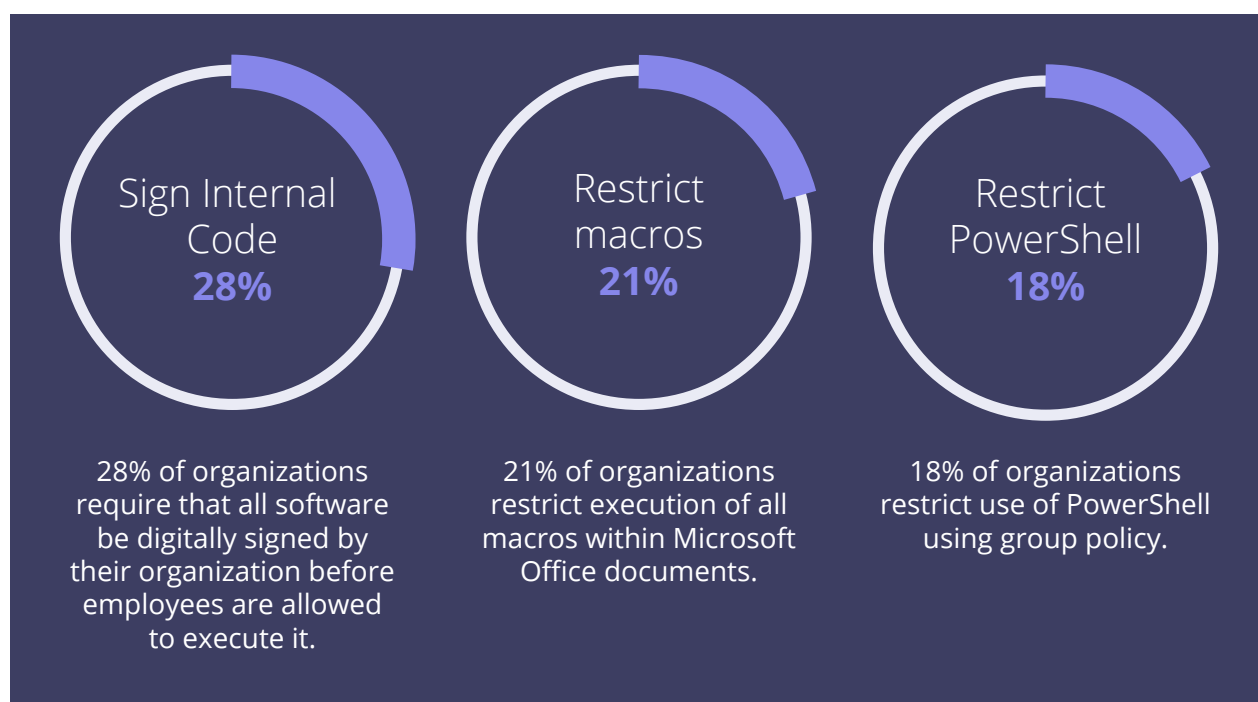 Sign Internal
Code
28%
28% of organizations
require that all software
be digitally signed by
their organization before
employees are allowed
to execute it.
Restrict
macros
21%
21% of organizations
restrict execution of all
macros within Microsoft
Office documents.
Restrict
PowerShell
18%
18% of organizations
restrict use of PowerShell
using group policy.